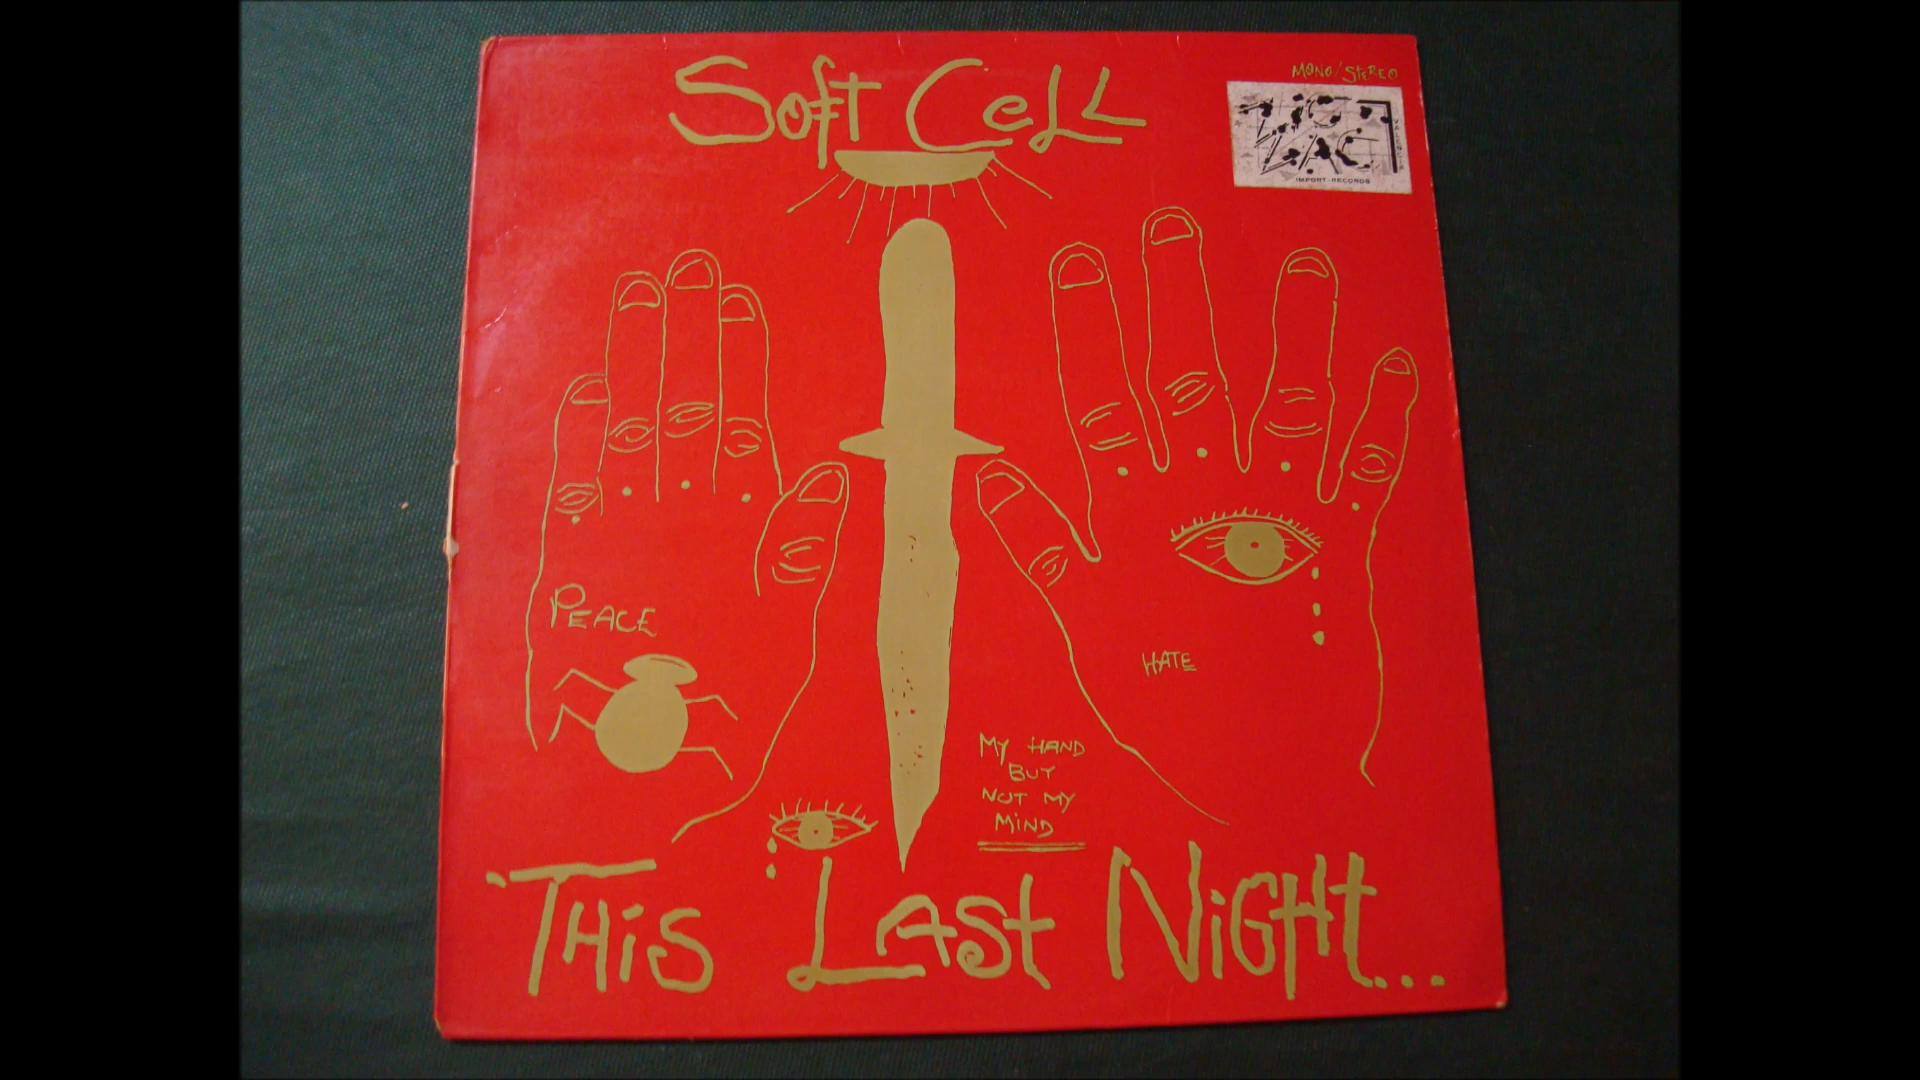 Soft Cell
MONO/STEREO
ZIG
ZAG
VALENCIA
IMPORT-RECORDS
PEACE
HATE
MY HAND
BUT
NOT MY
MIND
THiS LAST NiGHt...